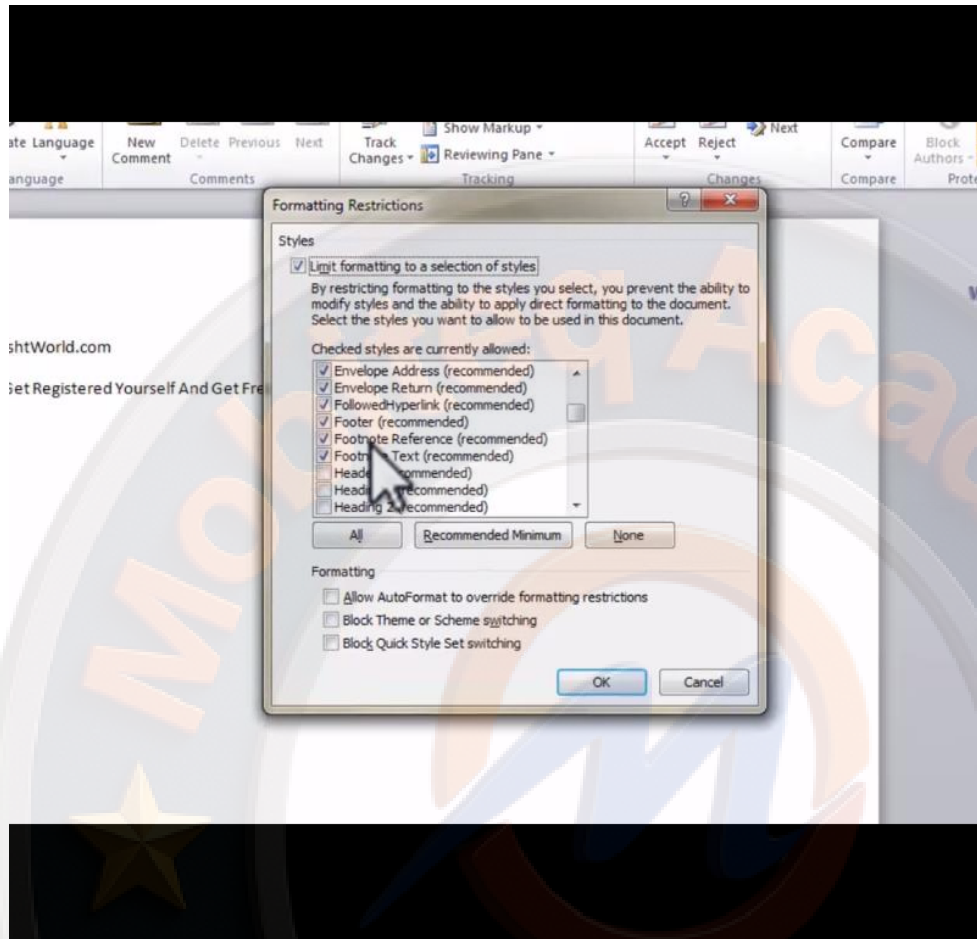 Show Markup
Next
ate Language
New Comment
Delete Previous Next
Track Changes
Reviewing Pane
Accept Reject
Compare
Block Authors
anguage
Comments
Tracking
Changes
Compare
Prote
Formatting Restrictions
?
Styles
Limit formatting to a selection of styles
By restricting formatting to the styles you select, you prevent the ability to
modify styles and the ability to apply direct formatting to the document.
Select the styles you want to allow to be used in this document.
Checked styles are currently allowed:
Envelope Address (recommended)
Envelope Return (recommended)
FollowedHyperlink (recommended)
Footer (recommended)
Footnote Reference (recommended)
Text (recommended)
Heading 2
All
Recommended Minimum
None
Formatting
Allow AutoFormat to override formatting restrictions
Block Theme or Scheme switching
Block Quick Style Set switching
OK
Cancel
shtWorld.com
Get Registered Yourself And Get Fre